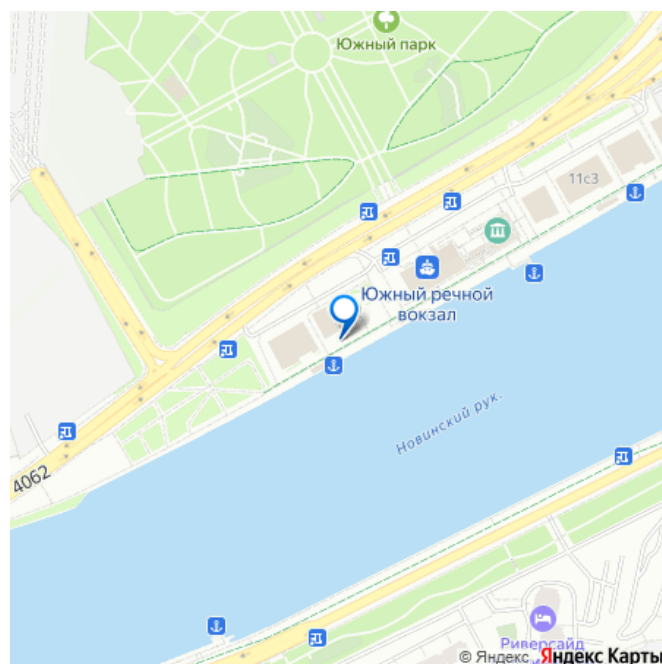 Южный парк
11с3
Южный речной
вокзал
Новинский рук.
4062
Риверсайд
© Яндекс Яндекс Карты